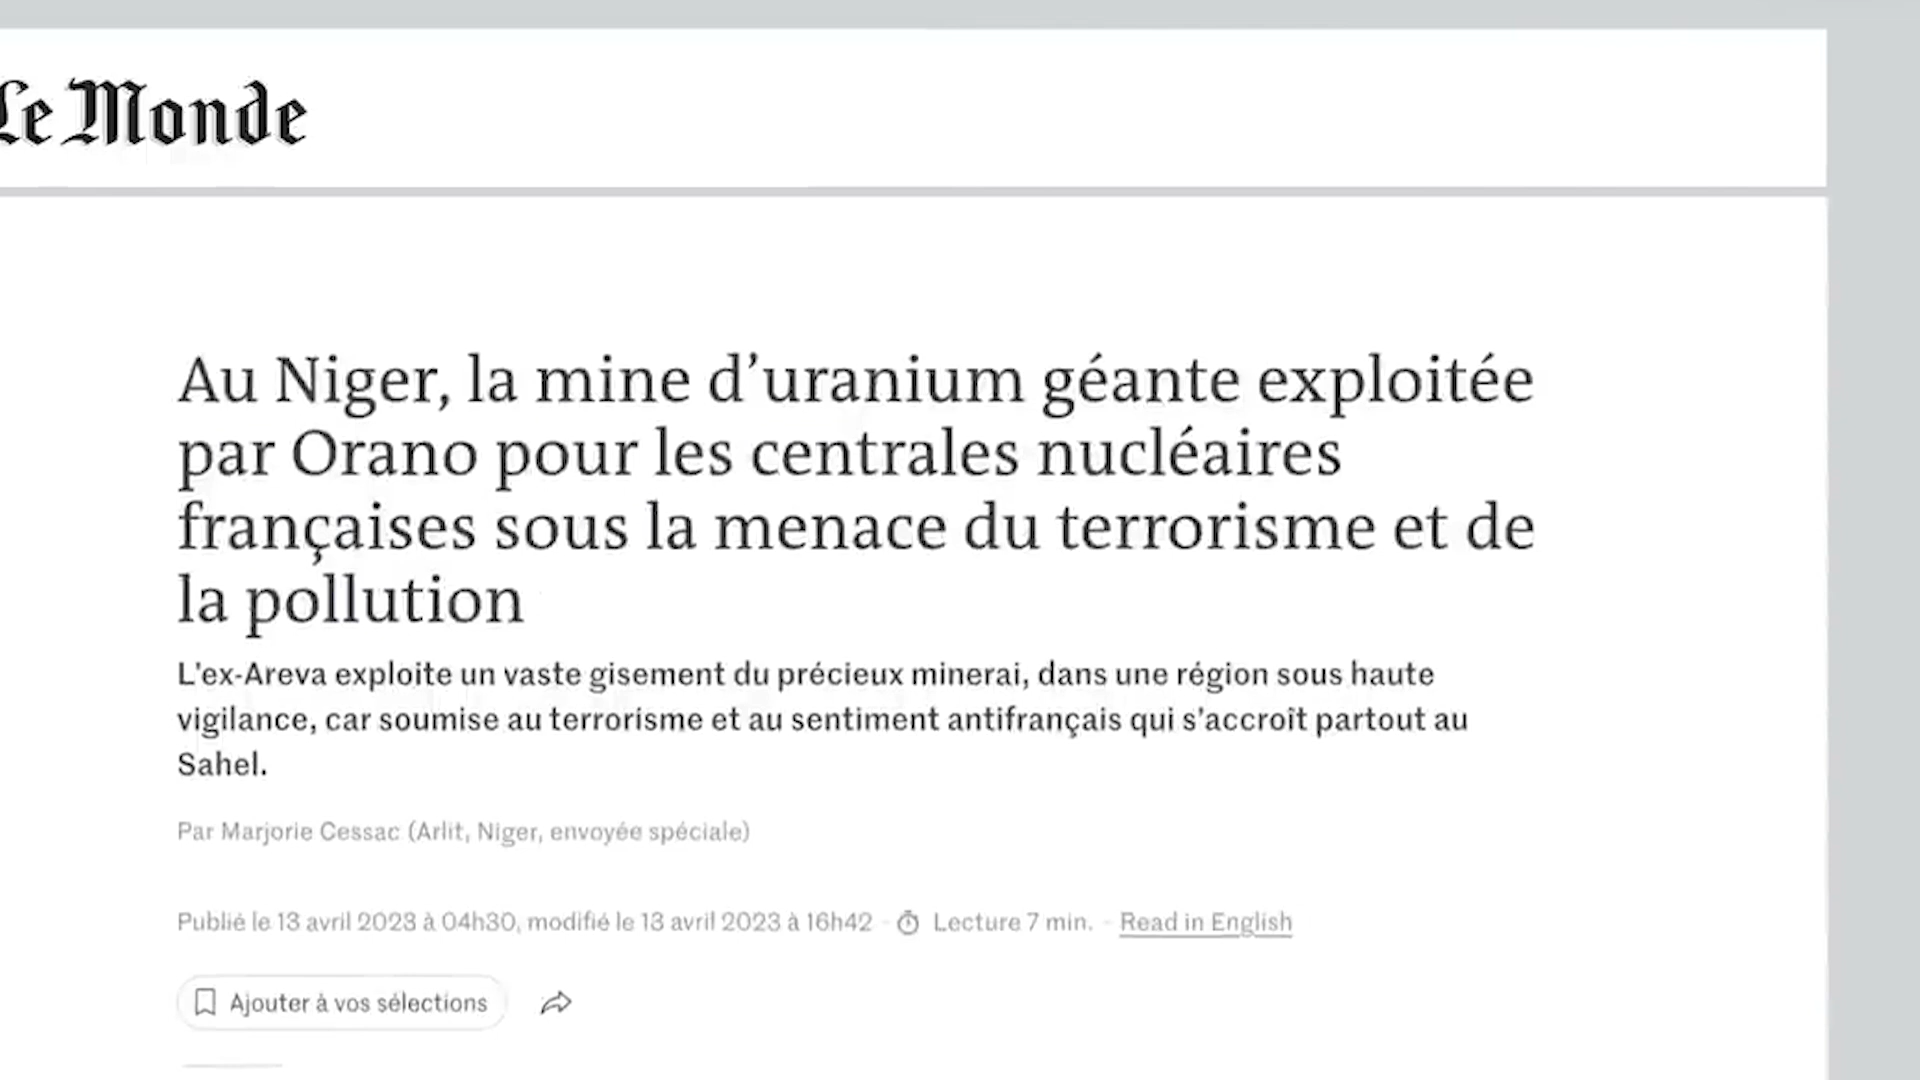 Le Monde
Au Niger, la mine d’uranium géante exploitée
par Orano pour les centrales nucléaires
françaises sous la menace du terrorisme et de
la pollution
L'ex-Areva exploite un vaste gisement du précieux minerai, dans une région sous haute
vigilance, car soumise au terrorisme et au sentiment antifrançais qui s’accroît partout au
Sahel.
Par Marjorie Cessac (Arlit, Niger, envoyée spéciale)
Publié le 13 avril 2023 à 04h30, modifié le 13 avril 2023 à 16h42 - Lecture 7 min. - Read in English
Ajouter à vos sélections